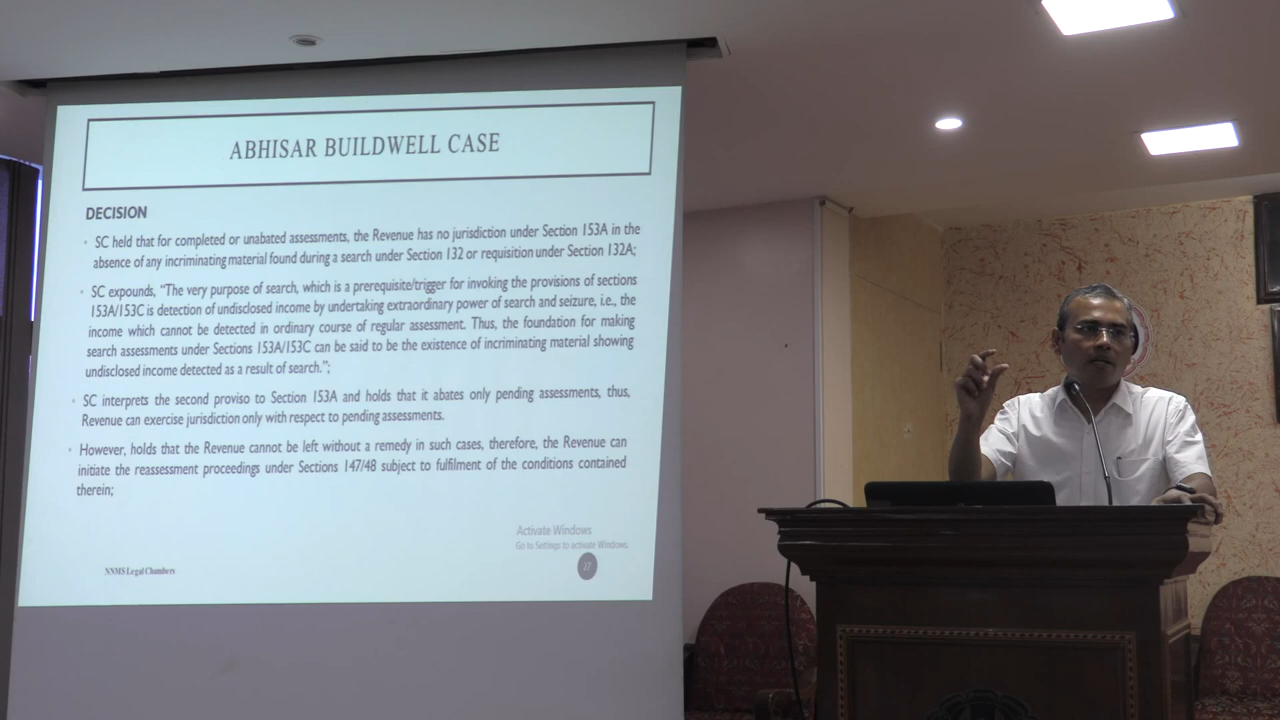 ABHISAR BUILDWELL CASE
DECISION
• SC held that for completed or unabated assessments, the Revenue has no jurisdiction under Section 153A in the
absence of any incriminating material found during a search under Section 132 or requisition under Section 132A;
• SC expounds, “The very purpose of search, which is a prerequisite/trigger for invoking the provisions of sections
153A/153C is detection of undisclosed income by undertaking extraordinary power of search and seizure, i.e., the
income which cannot be detected in ordinary course of regular assessment. Thus, the foundation for making
search assessments under Sections 153A/153C can be said to be the existence of incriminating material showing
undisclosed income detected as a result of search.”;
• SC interprets the second proviso to Section 153A and holds that it abates only pending assessments, thus,
Revenue can exercise jurisdiction only with respect to pending assessments.
• However, holds that the Revenue cannot be left without a remedy in such cases, therefore, the Revenue can
initiate the reassessment proceedings under Sections 147/48 subject to fulfilment of the conditions contained
therein;
Activate Windows
Go to Settings to activate Windows.
NNMS Legal Chambers
27